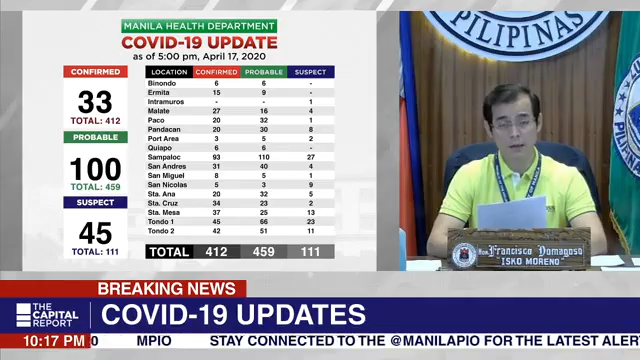 MANILA HEALTH DEPARTMENT
COVID-19 UPDATE
as of 5:00 pm, April 17, 2020
CONFIRMED
33
TOTAL: 412
PROBABLE
100
TOTAL: 459
SUSPECT
45
TOTAL: 111
LOCATION CONFIRMED PROBABLE SUSPECT
Binondo 6 6 -
Ermita 15 9 -
Intramuros - - 1
Malate 27 16 4
Paco 20 32 1
Pandacan 20 30 8
Port Area 3 5 2
Quiapo 6 6 -
Sampaloc 93 110 27
San Andres 31 40 4
San Miguel 8 5 1
San Nicolas 5 3 9
Sta. Ana 20 32 5
Sta. Cruz 34 23 2
Sta. Mesa 37 25 13
Tondo 1 45 66 23
Tondo 2 42 51 11
TOTAL 412 459 111
PILIPINAS
Hon. Francisco Domagoso
ISKO MORENO
BREAKING NEWS
THE CAPITAL REPORT
COVID-19 UPDATES
10:17 PM
0 MPIO STAY CONNECTED TO THE @MANILAPIO FOR THE LATEST ALER